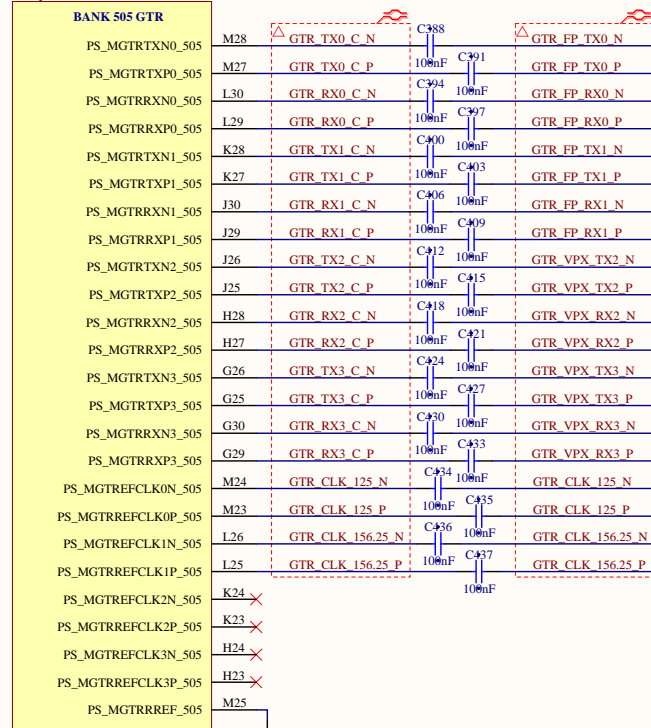 BANK 505 GTR
PS_MGTRTXN0_505 M28 GTR_TX0_C_N C388 100nF GTR_FP_TX0_N
PS_MGTRTXP0_505 M27 GTR_TX0_C_P C391 100nF GTR_FP_TX0_P
PS_MGTRRXN0_505 L30 GTR_RX0_C_N C394 100nF GTR_FP_RX0_N
PS_MGTRRXP0_505 L29 GTR_RX0_C_P C397 100nF GTR_FP_RX0_P
PS_MGTRTXN1_505 K28 GTR_TX1_C_N C400 100nF GTR_FP_TX1_N
PS_MGTRTXP1_505 K27 GTR_TX1_C_P C403 100nF GTR_FP_TX1_P
PS_MGTRRXN1_505 J30 GTR_RX1_C_N C406 100nF GTR_FP_RX1_N
PS_MGTRRXP1_505 J29 GTR_RX1_C_P C409 100nF GTR_FP_RX1_P
PS_MGTRTXN2_505 J26 GTR_TX2_C_N C412 100nF GTR_VPX_TX2_N
PS_MGTRTXP2_505 J25 GTR_TX2_C_P C415 100nF GTR_VPX_TX2_P
PS_MGTRRXN2_505 H28 GTR_RX2_C_N C418 100nF GTR_VPX_RX2_N
PS_MGTRRXP2_505 H27 GTR_RX2_C_P C421 100nF GTR_VPX_RX2_P
PS_MGTRTXN3_505 G26 GTR_TX3_C_N C424 100nF GTR_VPX_TX3_N
PS_MGTRTXP3_505 G25 GTR_TX3_C_P C427 100nF GTR_VPX_TX3_P
PS_MGTRRXN3_505 G30 GTR_RX3_C_N C430 100nF GTR_VPX_RX3_N
PS_MGTRRXP3_505 G29 GTR_RX3_C_P C433 100nF GTR_VPX_RX3_P
PS_MGTREFCLK0N_505 M24 GTR_CLK_125_N C434 100nF GTR_CLK_125_N
PS_MGTRREFCLK0P_505 M23 GTR_CLK_125_P C435 100nF GTR_CLK_125_P
PS_MGTREFCLK1N_505 L26 GTR_CLK_156.25_N C436 100nF GTR_CLK_156.25_N
PS_MGTRREFCLK1P_505 L25 GTR_CLK_156.25_P C437 100nF GTR_CLK_156.25_P
PS_MGTREFCLK2N_505 K24
PS_MGTRREFCLK2P_505 K23
PS_MGTREFCLK3N_505 H24
PS_MGTRREFCLK3P_505 H23
PS_MGTRRREF_505 M25